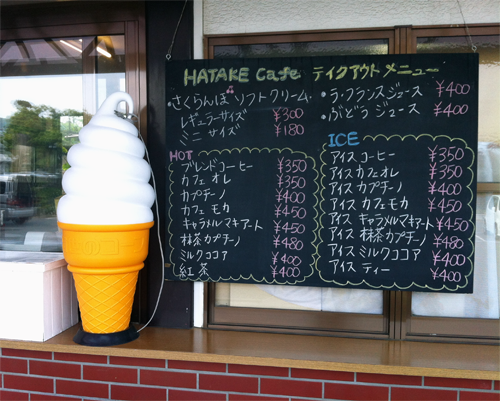 HATAKE Cafe テイクアウトメニュー
さくらんぼソフトクリーム
レギュラーサイズ ¥300
ミニサイズ ¥180
・ラ・フランスジュース ¥400
・ぶどうジュース ¥400
HOT
ブレンドコーヒー ¥350
カフェオレ ¥350
カプチーノ ¥400
カフェモカ ¥450
キャラメルマキアート ¥450
抹茶カプチーノ ¥480
ミルクココア ¥400
紅茶 ¥400
ICE
アイスコーヒー ¥350
アイスカフェオレ ¥350
アイスカプチーノ ¥400
アイスカフェモカ ¥450
アイスキャラメルマキアート ¥450
アイス抹茶カプチーノ ¥480
アイスミルクココア ¥400
アイスティー ¥400